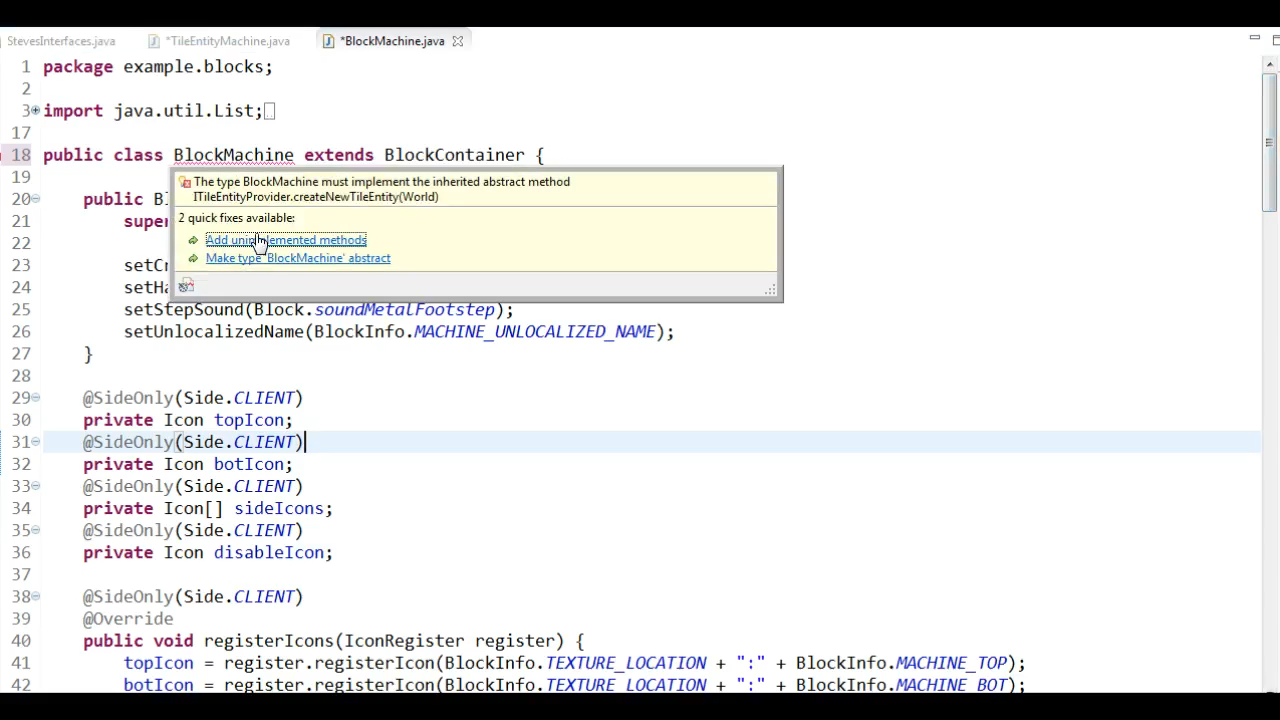 StevesInterfaces.java *TileEntityMachine.java *BlockMachine.java
1 package example.blocks;
2
3 import java.util.List;
17
18 public class BlockMachine extends BlockContainer {
19
The type BlockMachine must implement the inherited abstract method
20 public Bl
ITileEntityProvider.createNewTileEntity(World)
21 super
2 quick fixes available:
22
Add unimplemented methods
23 setCr
Make type 'BlockMachine' abstract
24 setHa
25 setStepSound(Block.soundMetalFootstep);
26 setUnlocalizedName(BlockInfo.MACHINE_UNLOCALIZED_NAME);
27 }
28
29 @SideOnly(Side.CLIENT)
30 private Icon topIcon;
31 @SideOnly(Side.CLIENT)
32 private Icon botIcon;
33 @SideOnly(Side.CLIENT)
34 private Icon[] sideIcons;
35 @SideOnly(Side.CLIENT)
36 private Icon disableIcon;
37
38 @SideOnly(Side.CLIENT)
39 @Override
40 public void registerIcons(IconRegister register) {
41 topIcon = register.registerIcon(BlockInfo.TEXTURE_LOCATION + ":" + BlockInfo.MACHINE_TOP);
42 botIcon = register.registerIcon(BlockInfo.TEXTURE_LOCATION + ":" + BlockInfo.MACHINE_BOT);